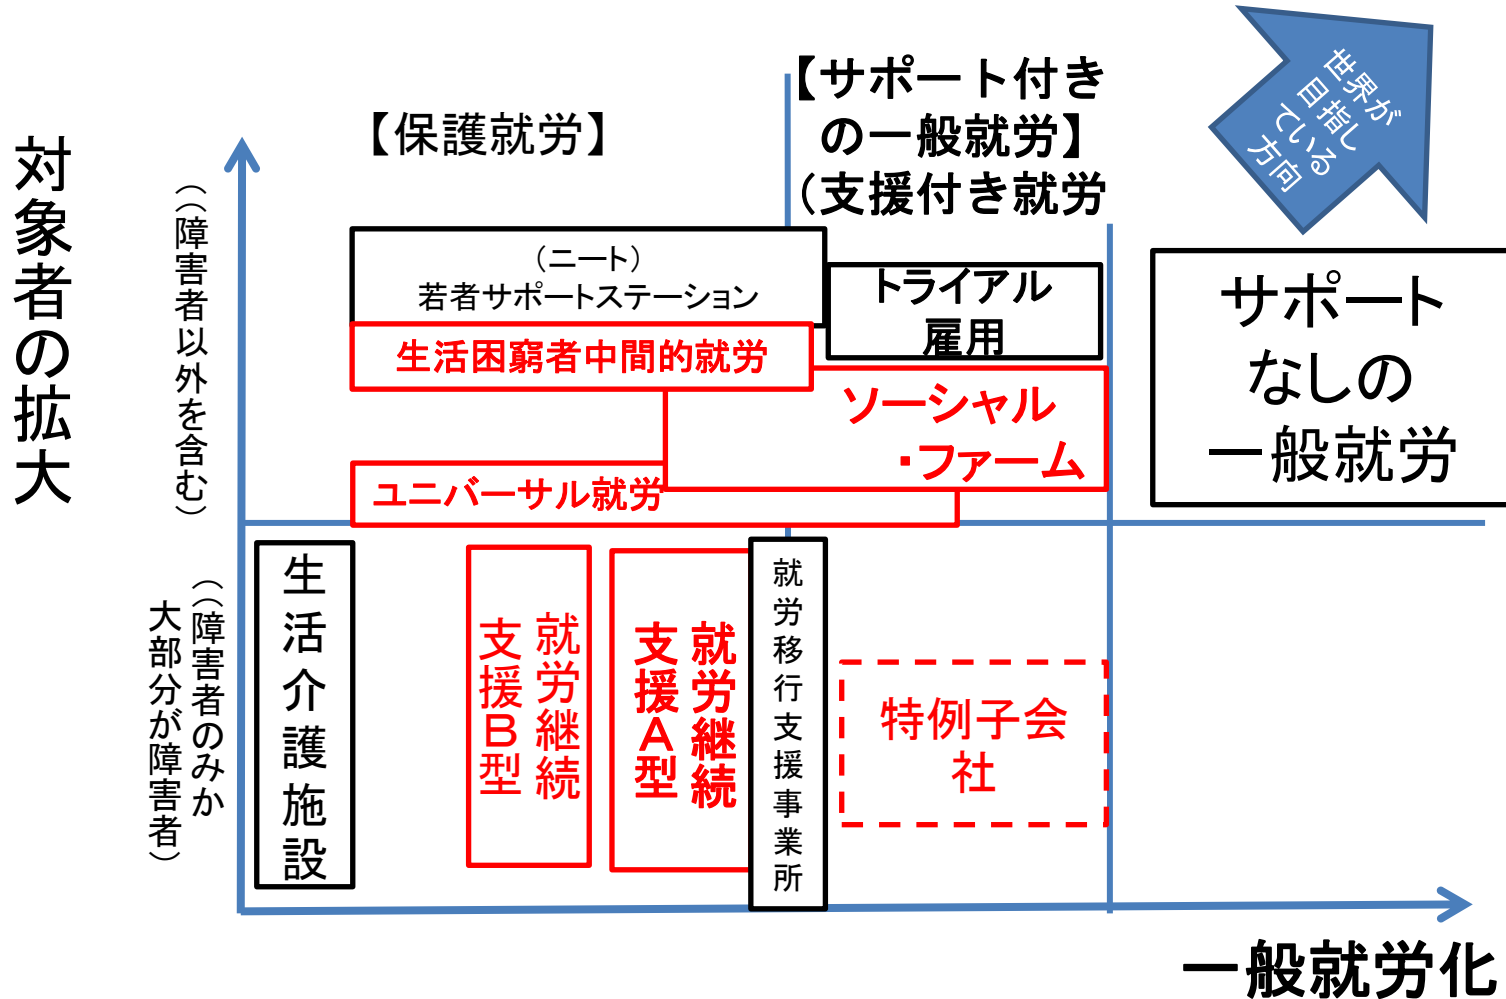 対象者の拡大
【保護就労】
【サポート付き
の一般就労】
（支援付き就労
世界が
目指し
ている
方向
（障害者以外を含む）
（ニート）
若者サポートステーション
トライアル
雇用
生活困窮者中間的就労
ソーシャル
・ファーム
ユニバーサル就労
サポート
なしの
一般就労
（（障害者のみか
大部分が障害者）
生活介護施設
就労継続
支援Ｂ型
就労継続
支援Ａ型
就労移行支援事業所
特例子会
社
一般就労化